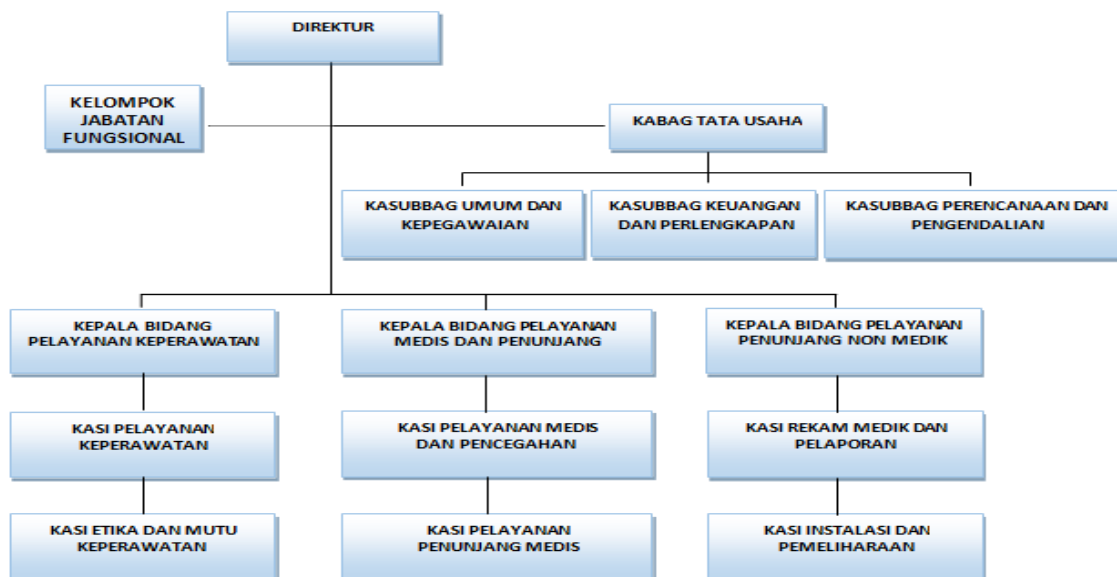 DIREKTUR
KELOMPOK
JABATAN
FUNGSIONAL
KABAG TATA USAHA
KASUBBAG UMUM DAN
KEPEGAWAIAN
KASUBBAG KEUANGAN
DAN PERLENGKAPAN
KASUBBAG PERENCANAAN DAN
PENGENDALIAN
KEPALA BIDANG
PELAYANAN KEPERAWATAN
KEPALA BIDANG PELAYANAN
MEDIS DAN PENUNJANG
KEPALA BIDANG PELAYANAN
PENUNJANG NON MEDIK
KASI PELAYANAN
KEPERAWATAN
KASI PELAYANAN MEDIS
DAN PENCEGAHAN
KASI REKAM MEDIK DAN
PELAPORAN
KASI ETIKA DAN MUTU
KEPERAWATAN
KASI PELAYANAN
PENUNJANG MEDIS
KASI INSTALASI DAN
PEMELIHARAAN